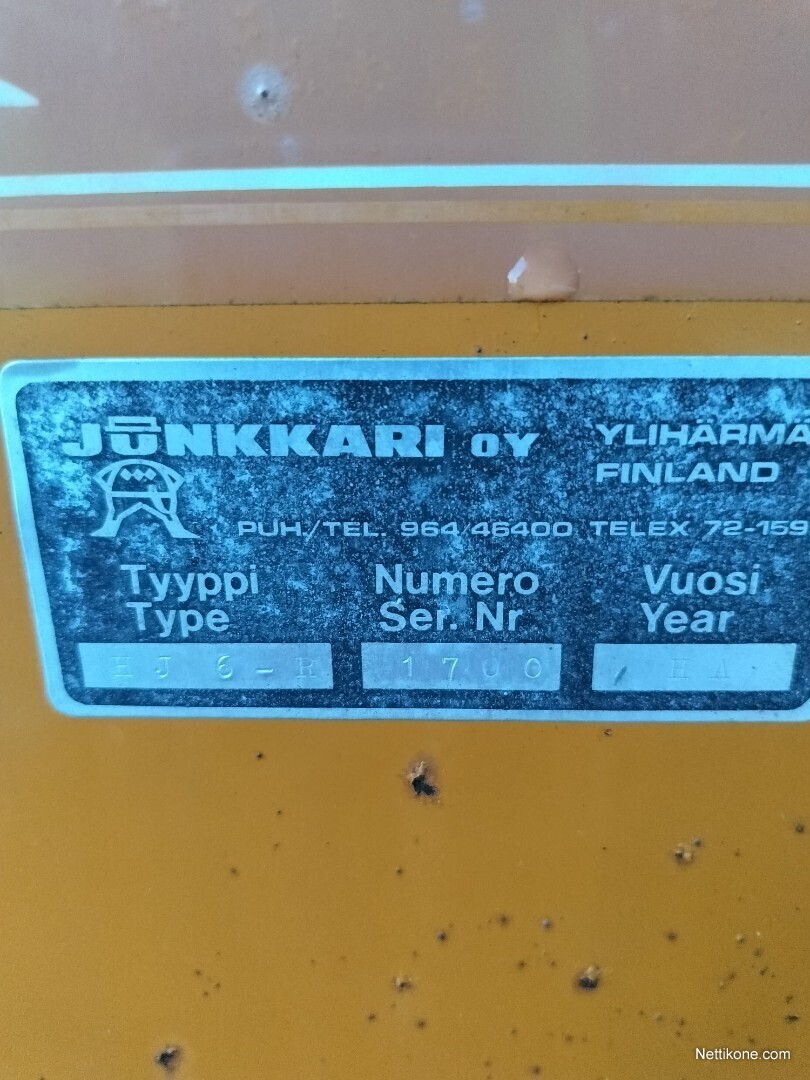 JUNKKARI OY YLIHÄRMÄ
FINLAND
PUH./TEL. 964/46400 TELEX 72-159
Tyyppi Numero Vuosi
Type Ser. Nr Year
HJ 6-R 1700 HA
Nettikone.com